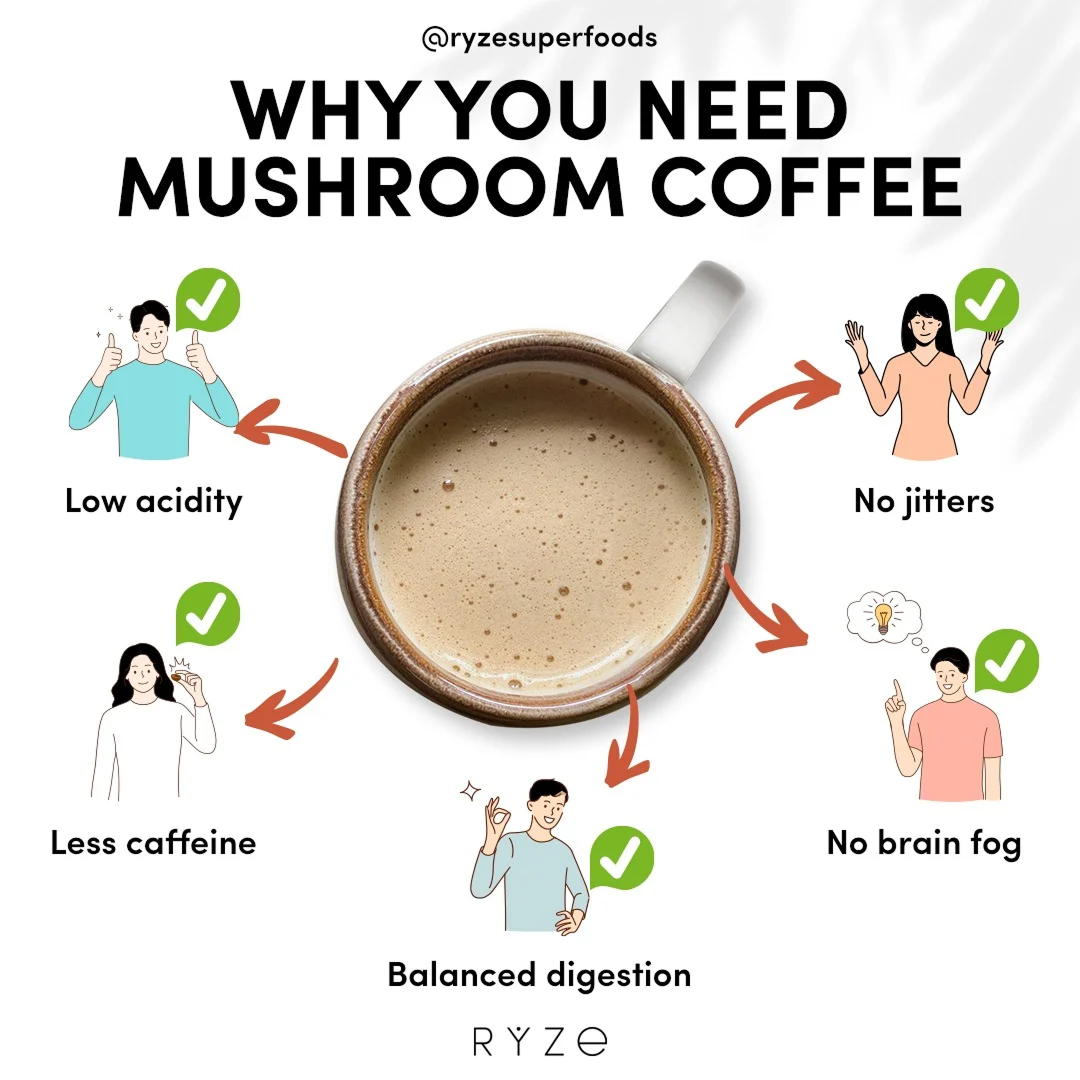 @ryzesuperfoods
WHY YOU NEED
MUSHROOM COFFEE
Low acidity
No jitters
Less caffeine
No brain fog
Balanced digestion
RYZE